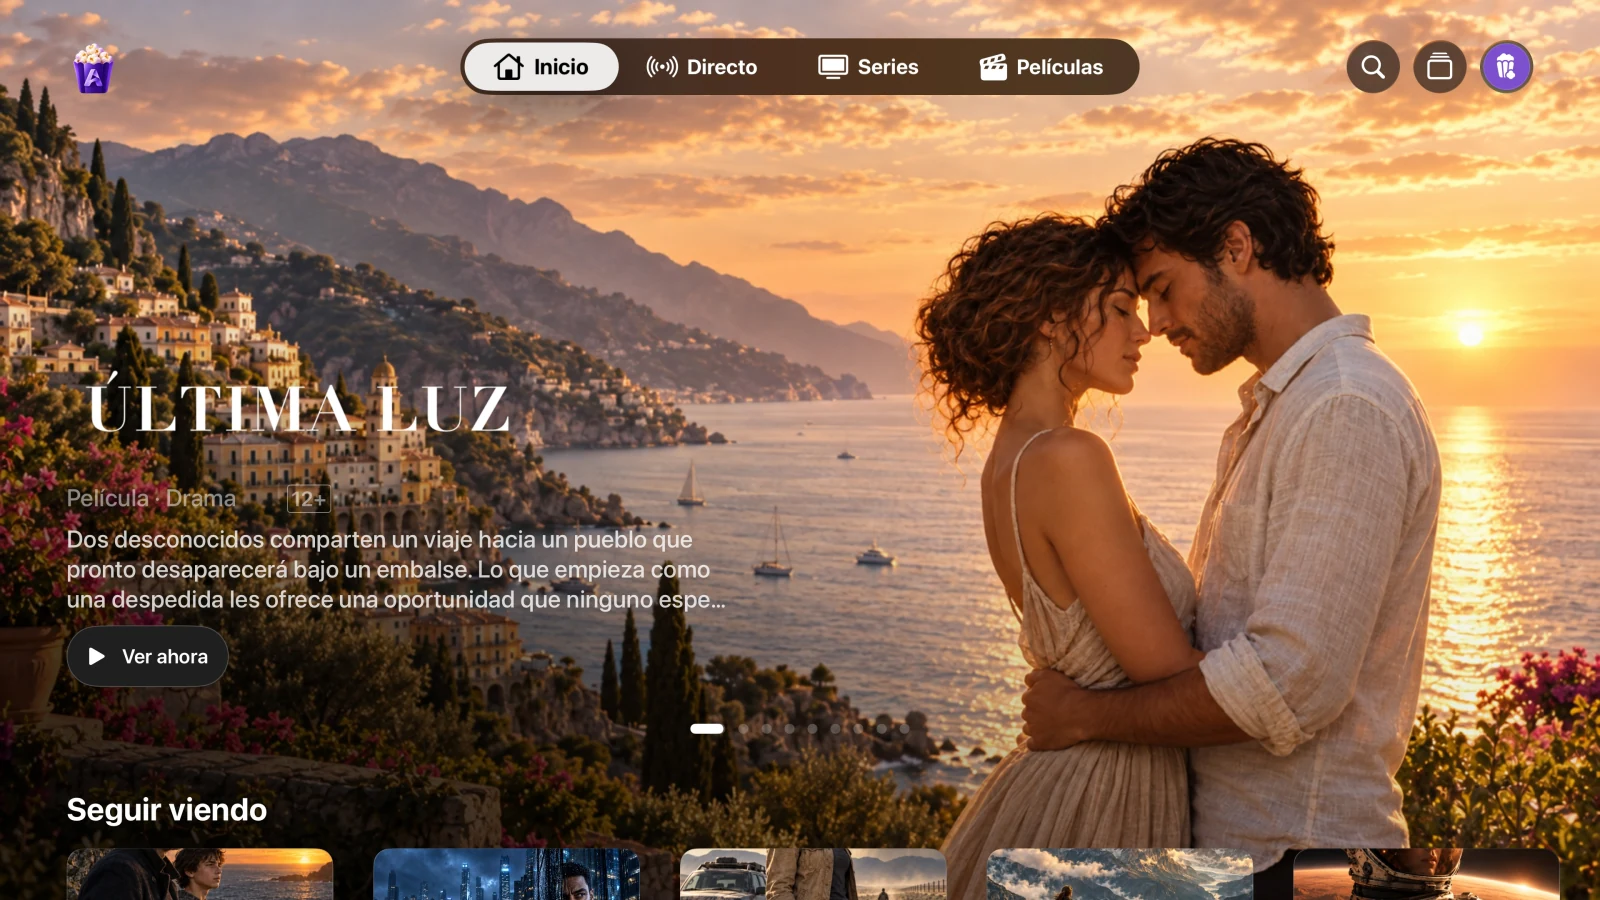 A
Inicio
Directo
Series
Películas
ÚLTIMA LUZ
Película · Drama 12+
Dos desconocidos comparten un viaje hacia un pueblo que
pronto desaparecerá bajo un embalse. Lo que empieza como
una despedida les ofrece una oportunidad que ninguno espe...
Ver ahora
Seguir viendo